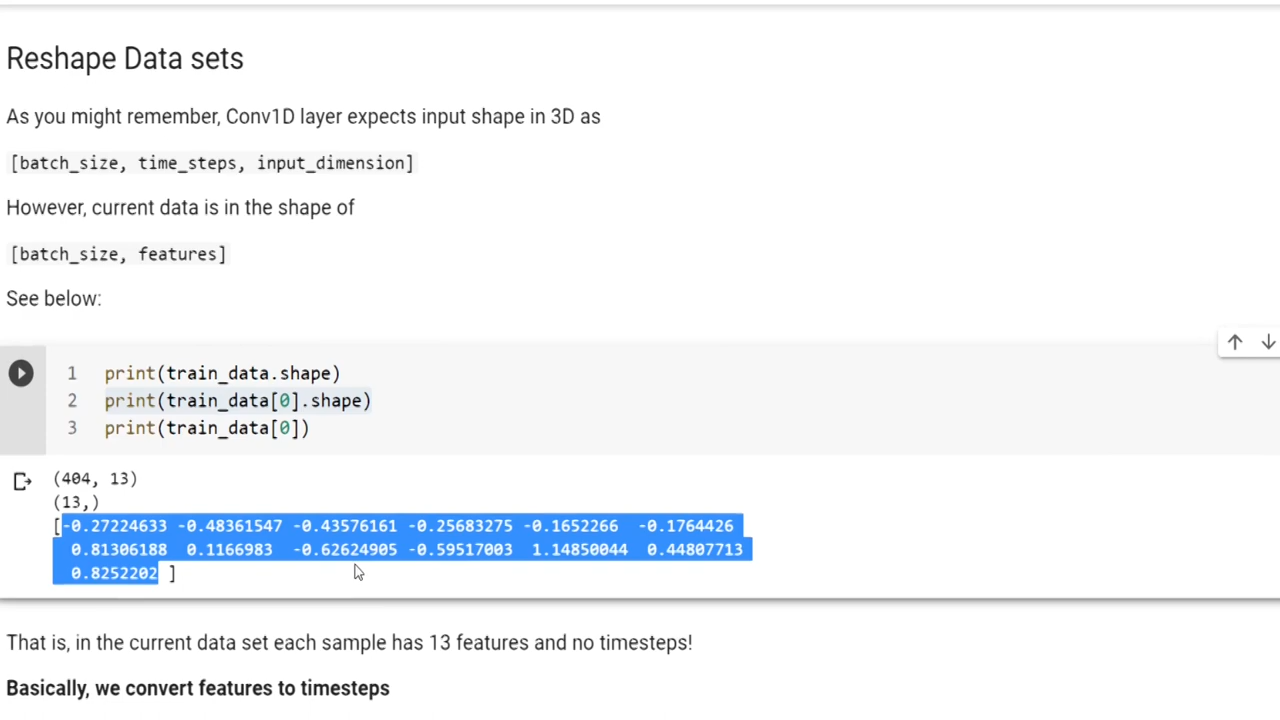 Reshape Data sets
As you might remember, Conv1D layer expects input shape in 3D as
[batch_size, time_steps, input_dimension]
However, current data is in the shape of
[batch_size, features]
See below:
1 print(train_data.shape)
2 print(train_data[0].shape)
3 print(train_data[0])
(404, 13)
(13,)
[-0.27224633 -0.48361547 -0.43576161 -0.25683275 -0.1652266 -0.1764426
0.81306188 0.1166983 -0.62624905 -0.59517003 1.14850044 0.44807713
0.8252202 ]
That is, in the current data set each sample has 13 features and no timesteps!
Basically, we convert features to timesteps